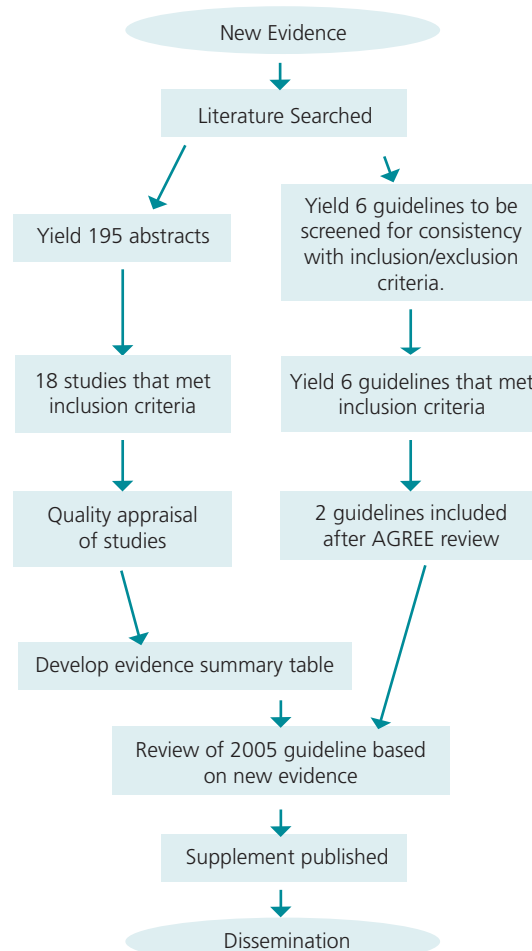 New Evidence
Literature Searched
Yield 195 abstracts
Yield 6 guidelines to be
screened for consistency
with inclusion/exclusion
criteria.
18 studies that met
inclusion criteria
Yield 6 guidelines that met
inclusion criteria
Quality appraisal
of studies
2 guidelines included
after AGREE review
Develop evidence summary table
Review of 2005 guideline based
on new evidence
Supplement published
Dissemination